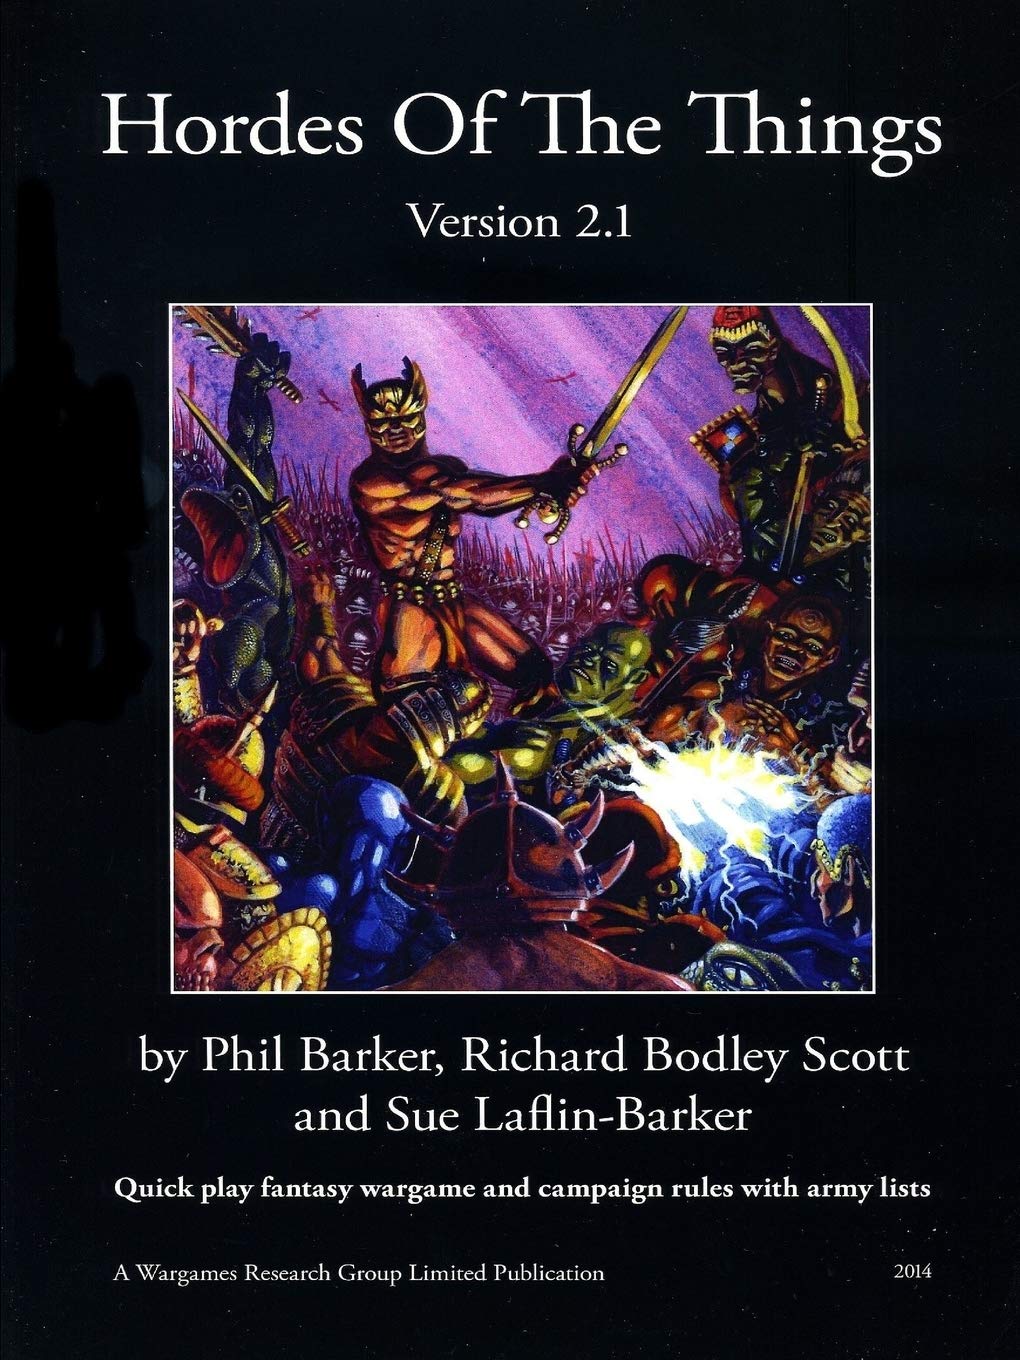 Hordes Of The Things
Version 2.1
by Phil Barker, Richard Bodley Scott
and Sue Laflin-Barker
Quick play fantasy wargame and campaign rules with army lists
A Wargames Research Group Limited Publication 2014